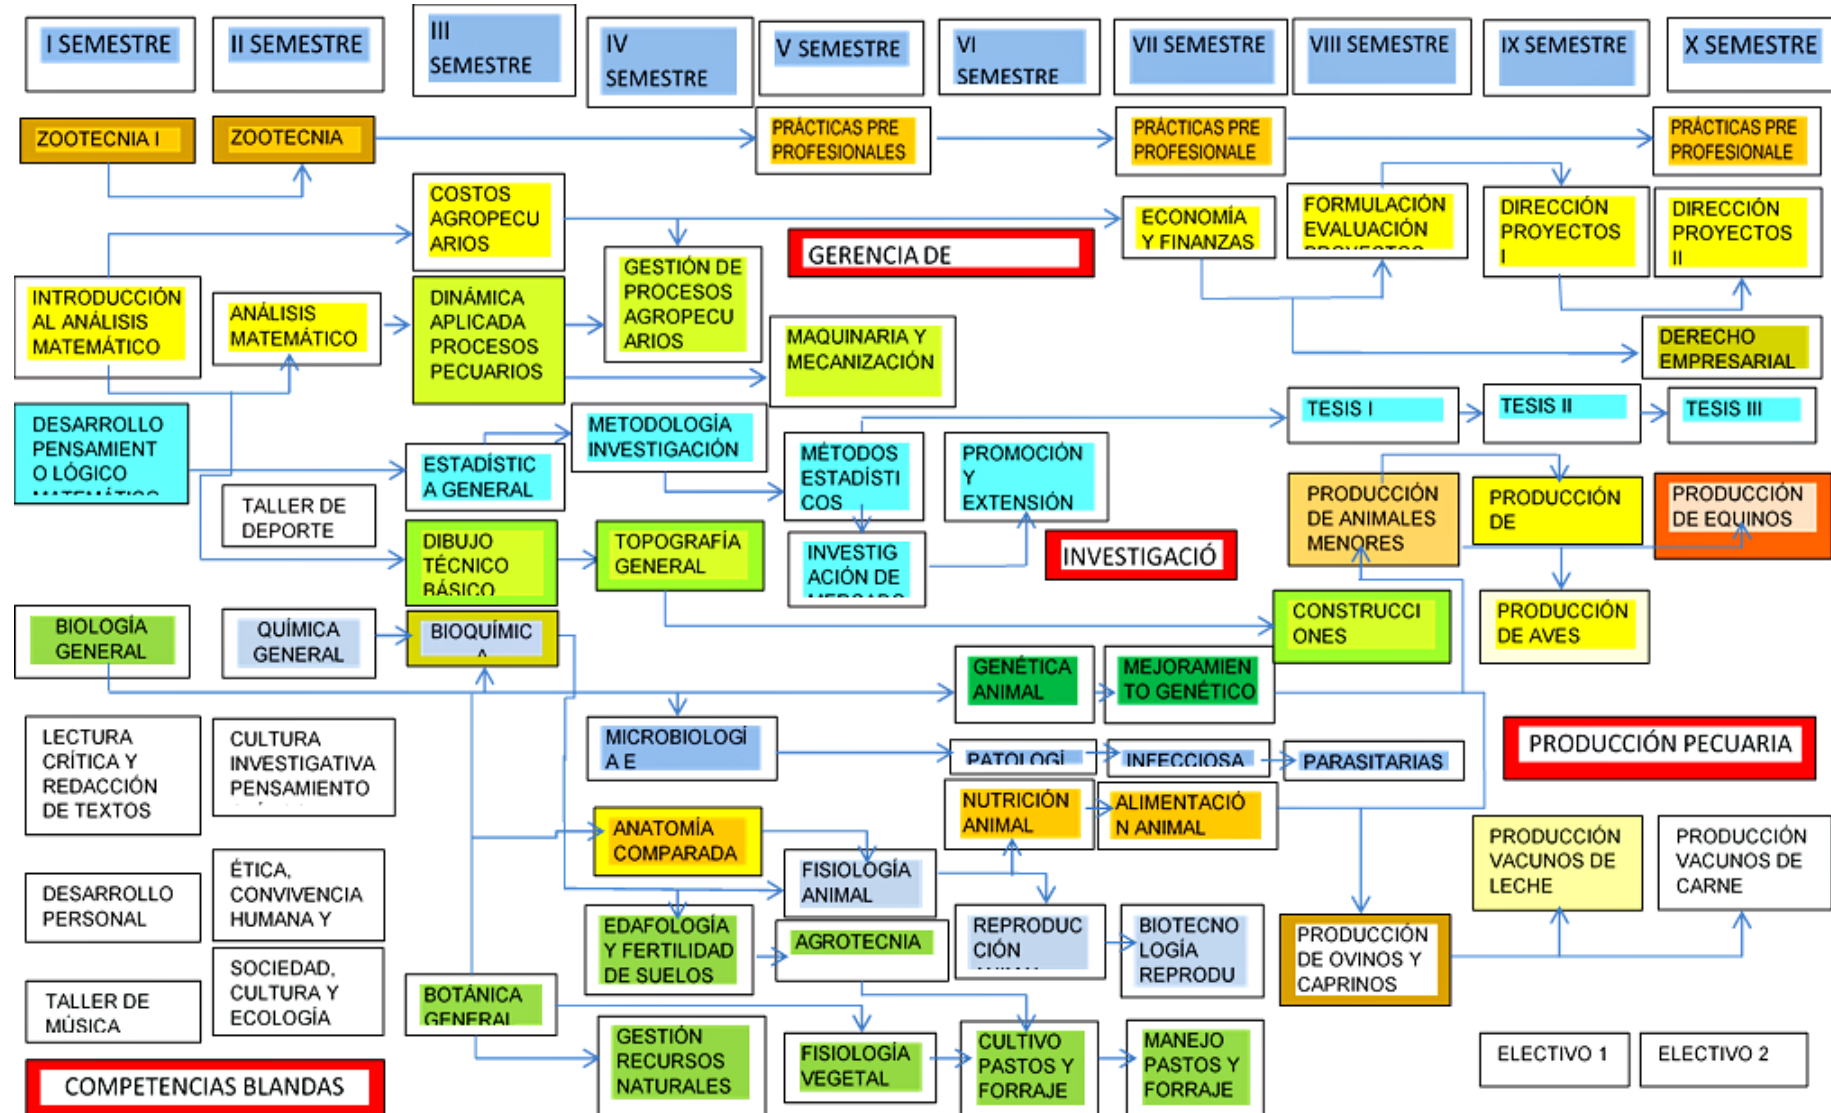 I SEMESTRE
II SEMESTRE
III
SEMESTRE
IV
SEMESTRE
V SEMESTRE
VI
SEMESTRE
VII SEMESTRE
VIII SEMESTRE
IX SEMESTRE
X SEMESTRE
ZOOTECNIA I
ZOOTECNIA
PRÁCTICAS PRE
PROFESIONALES
PRÁCTICAS PRE
PROFESIONALE
PRÁCTICAS PRE
PROFESIONALE
COSTOS
AGROPECU
ARIOS
ECONOMÍA
Y FINANZAS
FORMULACIÓN
EVALUACIÓN
PROYECTOS
DIRECCIÓN
PROYECTOS
I
DIRECCIÓN
PROYECTOS
II
GERENCIA DE
INTRODUCCIÓN
AL ANÁLISIS
MATEMÁTICO
ANÁLISIS
MATEMÁTICO
DINÁMICA
APLICADA
PROCESOS
PECUARIOS
GESTIÓN DE
PROCESOS
AGROPECU
ARIOS
MAQUINARIA Y
MECANIZACIÓN
DERECHO
EMPRESARIAL
DESARROLLO
PENSAMIENT
O LÓGICO
MATEMÁTICO
ESTADÍSTIC
A GENERAL
METODOLOGÍA
INVESTIGACIÓN
MÉTODOS
ESTADÍSTI
COS
PROMOCIÓN
Y
EXTENSIÓN
TESIS I
TESIS II
TESIS III
TALLER DE
DEPORTE
DIBUJO
TÉCNICO
BÁSICO
TOPOGRAFÍA
GENERAL
INVESTIG
ACIÓN DE
MERCADO
INVESTIGACIÓ
PRODUCCIÓN
DE ANIMALES
MENORES
PRODUCCIÓN
DE
PRODUCCIÓN
DE EQUINOS
BIOLOGÍA
GENERAL
QUÍMICA
GENERAL
BIOQUÍMIC
A
CONSTRUCCI
ONES
PRODUCCIÓN
DE AVES
GENÉTICA
ANIMAL
MEJORAMIEN
TO GENÉTICO
LECTURA
CRÍTICA Y
REDACCIÓN
DE TEXTOS
CULTURA
INVESTIGATIVA
PENSAMIENTO
MICROBIOLOGÍ
A E
PATOLOGÍ
INFECCIOSA
PARASITARIAS
PRODUCCIÓN PECUARIA
ANATOMÍA
COMPARADA
NUTRICIÓN
ANIMAL
ALIMENTACIÓ
N ANIMAL
PRODUCCIÓN
VACUNOS DE
LECHE
PRODUCCIÓN
VACUNOS DE
CARNE
DESARROLLO
PERSONAL
ÉTICA,
CONVIVENCIA
HUMANA Y
FISIOLOGÍA
ANIMAL
EDAFOLOGÍA
Y FERTILIDAD
DE SUELOS
AGROTECNIA
REPRODUC
CIÓN
BIOTECNO
LOGÍA
REPRODU
PRODUCCIÓN
DE OVINOS Y
CAPRINOS
TALLER DE
MÚSICA
SOCIEDAD,
CULTURA Y
ECOLOGÍA
BOTÁNICA
GENERAL
GESTIÓN
RECURSOS
NATURALES
FISIOLOGÍA
VEGETAL
CULTIVO
PASTOS Y
FORRAJE
MANEJO
PASTOS Y
FORRAJE
ELECTIVO 1
ELECTIVO 2
COMPETENCIAS BLANDAS